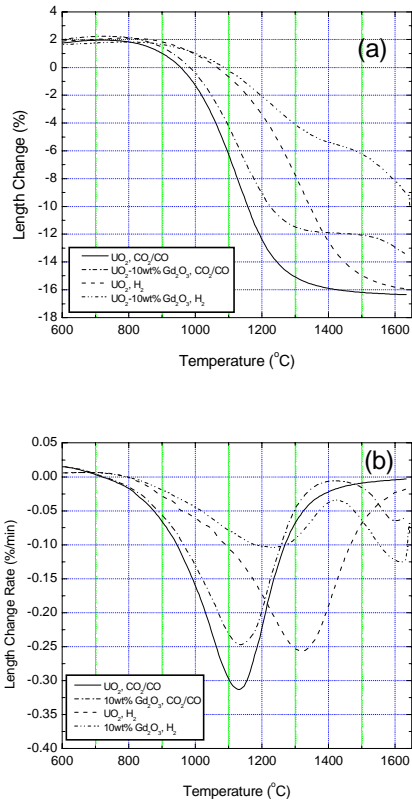 (a)
4
2
0
-2
-4
-6
-8
-10
-12
-14
-16
-18
Length Change (%)
UO2, CO2/CO
UO2-10wt% Gd2O3, CO2/CO
UO2, H2
UO2-10wt% Gd2O3, H2
600 800 1000 1200 1400 1600
Temperature (°C)
(b)
0.05
0.00
-0.05
-0.10
-0.15
-0.20
-0.25
-0.30
-0.35
-0.40
Length Change Rate (%/min)
UO2, CO2/CO
10wt% Gd2O3, CO2/CO
UO2, H2
10wt% Gd2O3, H2
600 800 1000 1200 1400 1600
Temperature (°C)